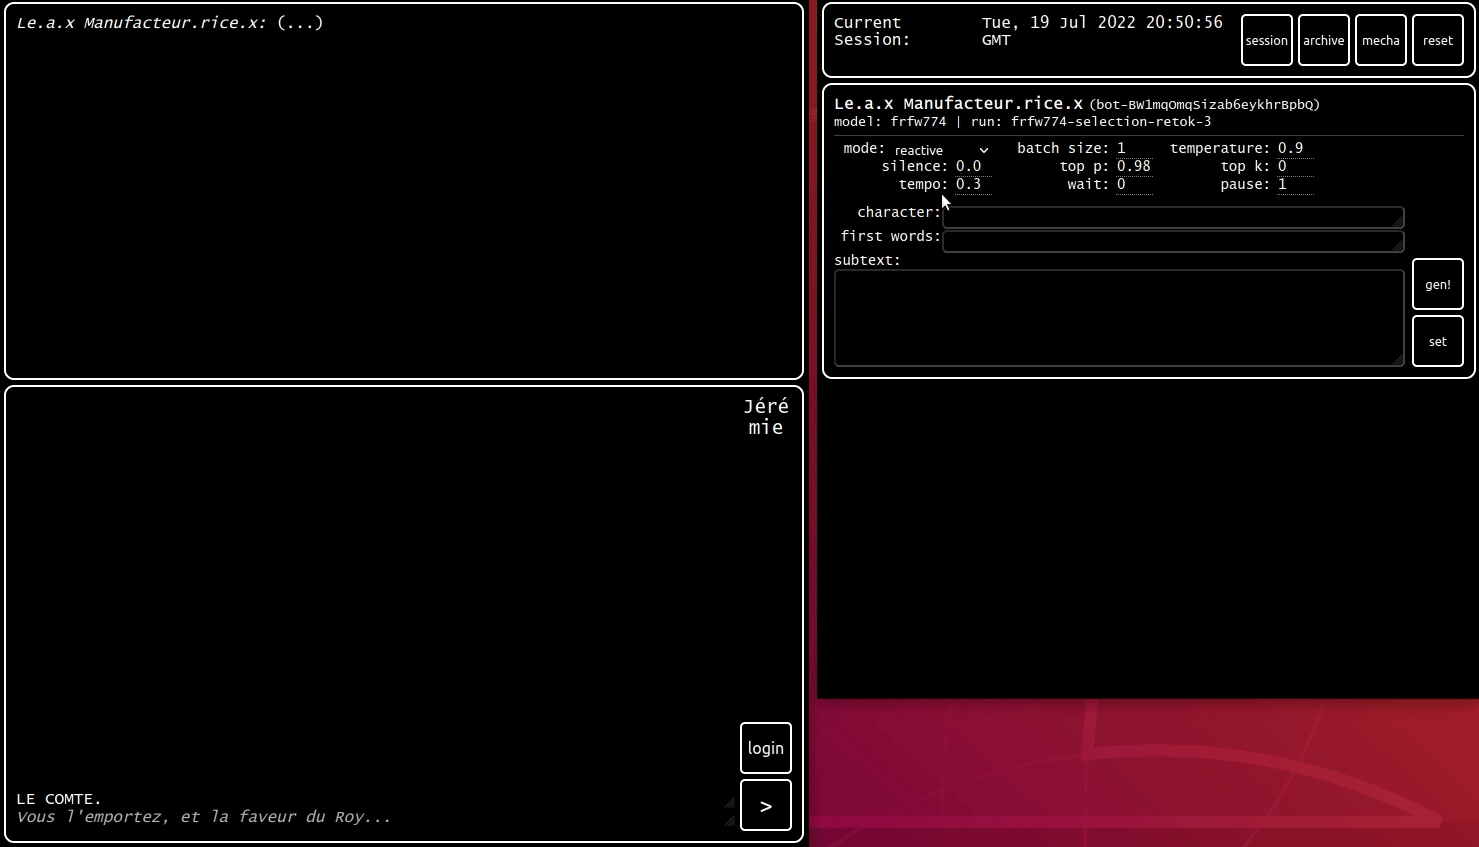 Le.a.x Manufacteur.rice.x: (...)
Jéré
mie
login
LE COMTE.
Vous l'emportez, et la faveur du Roy...
>
Current Session:
Tue, 19 Jul 2022 20:50:56 GMT
session archive mecha reset
Le.a.x Manufacteur.rice.x (bot-BW1mqOmqSizab6eykhrBpbQ)
model: frfw774 | run: frfw774-selection-retok-3
mode: reactive batch size: 1 temperature: 0.9
silence: 0.0 top p: 0.98 top k: 0
tempo: 0.3 wait: 0 pause: 1
character:
first words:
subtext:
gen!
set